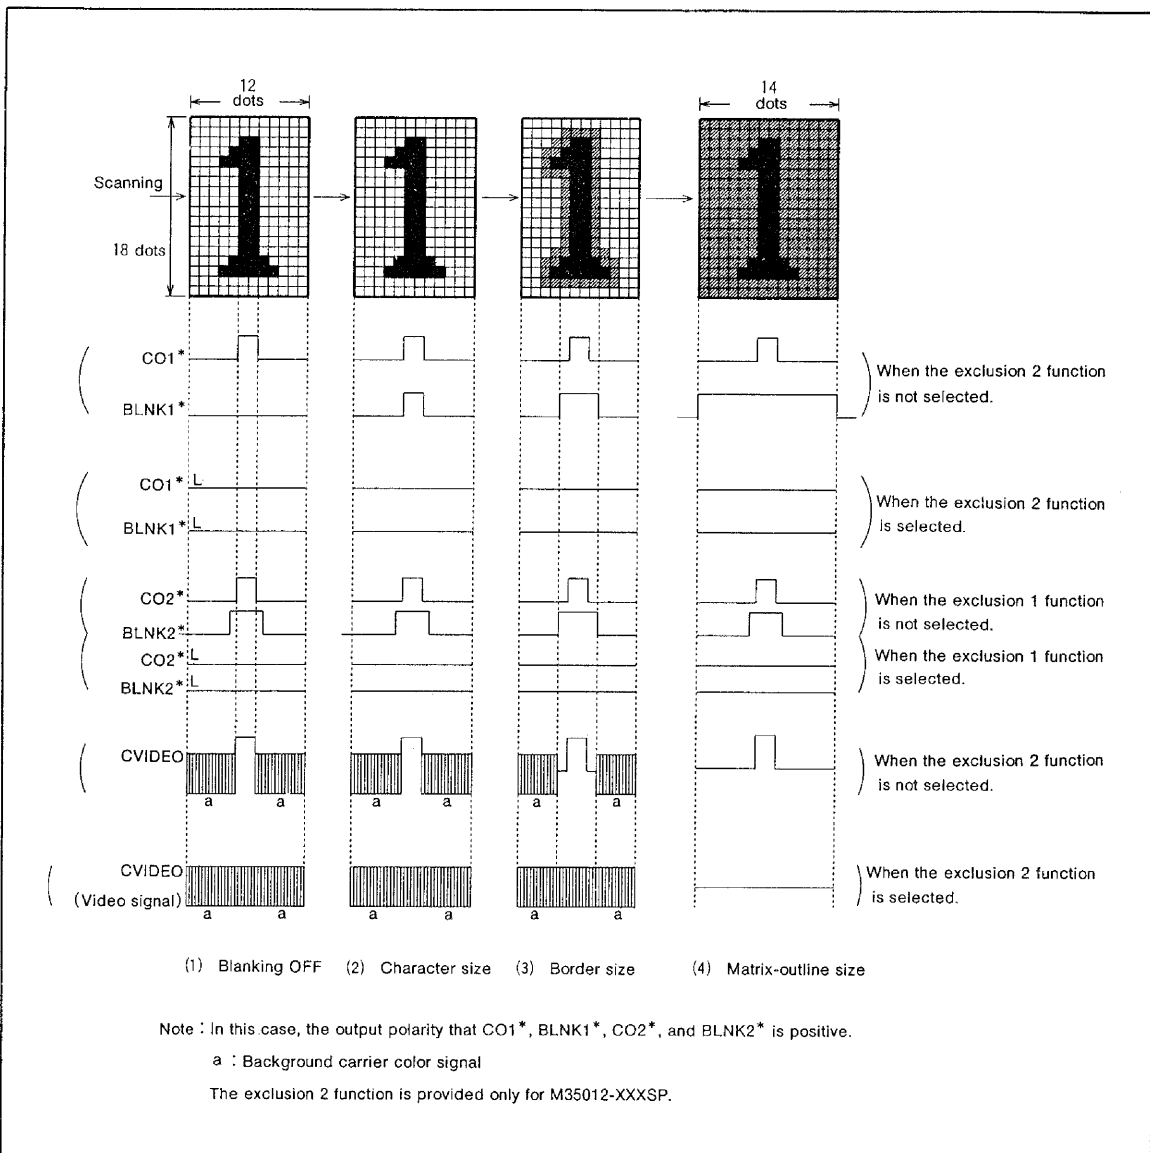 12
dots
14
dots
Scanning
18 dots
CO1*
BLNK1*
When the exclusion 2 function
is not selected.
CO1* L
BLNK1* L
When the exclusion 2 function
is selected.
CO2*
BLNK2*
When the exclusion 1 function
is not selected.
CO2* L
BLNK2* L
When the exclusion 1 function
is selected.
CVIDEO
a a a a a a
When the exclusion 2 function
is not selected.
CVIDEO
(Video signal)
a a a a a a
When the exclusion 2 function
is selected.
(1) Blanking OFF (2) Character size (3) Border size (4) Matrix-outline size
Note : In this case, the output polarity that CO1*, BLNK1*, CO2*, and BLNK2* is positive.
a : Background carrier color signal
The exclusion 2 function is provided only for M35012-XXXSP.